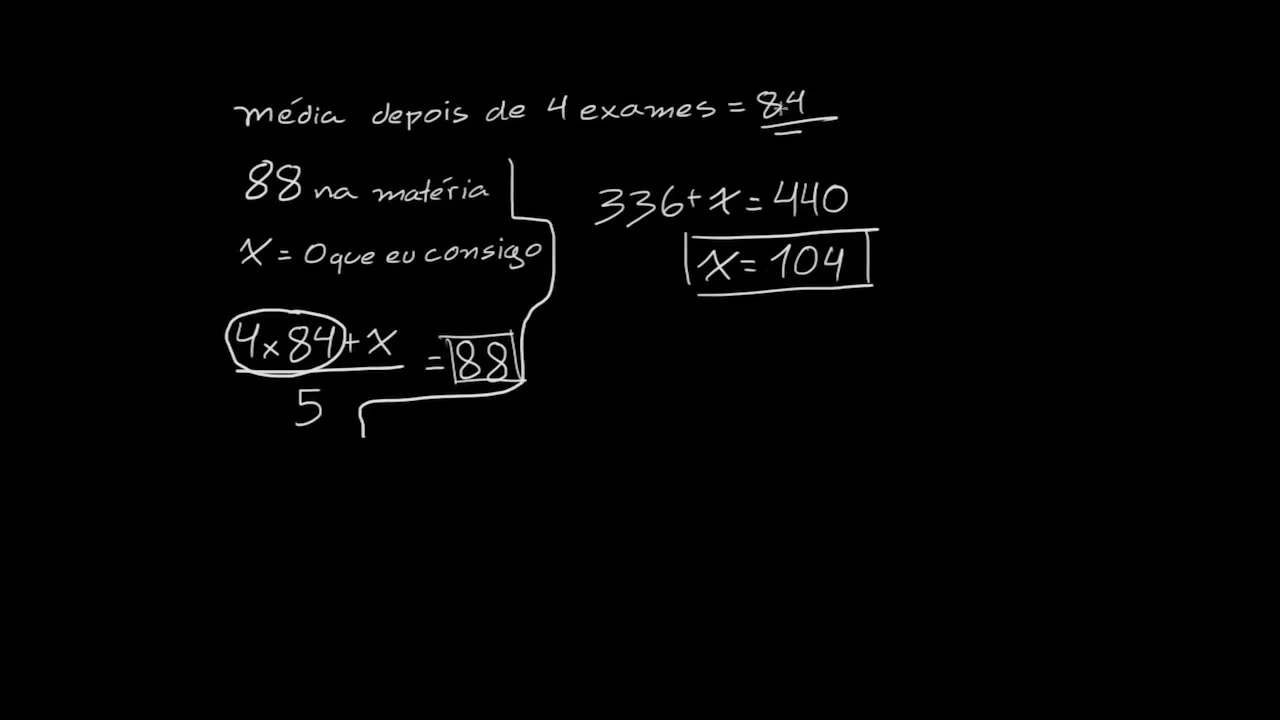 média depois de 4 exames = 84
88 na matéria
x = O que eu consigo
4 x 84 + x
= 88
5
336 + x = 440
x = 104